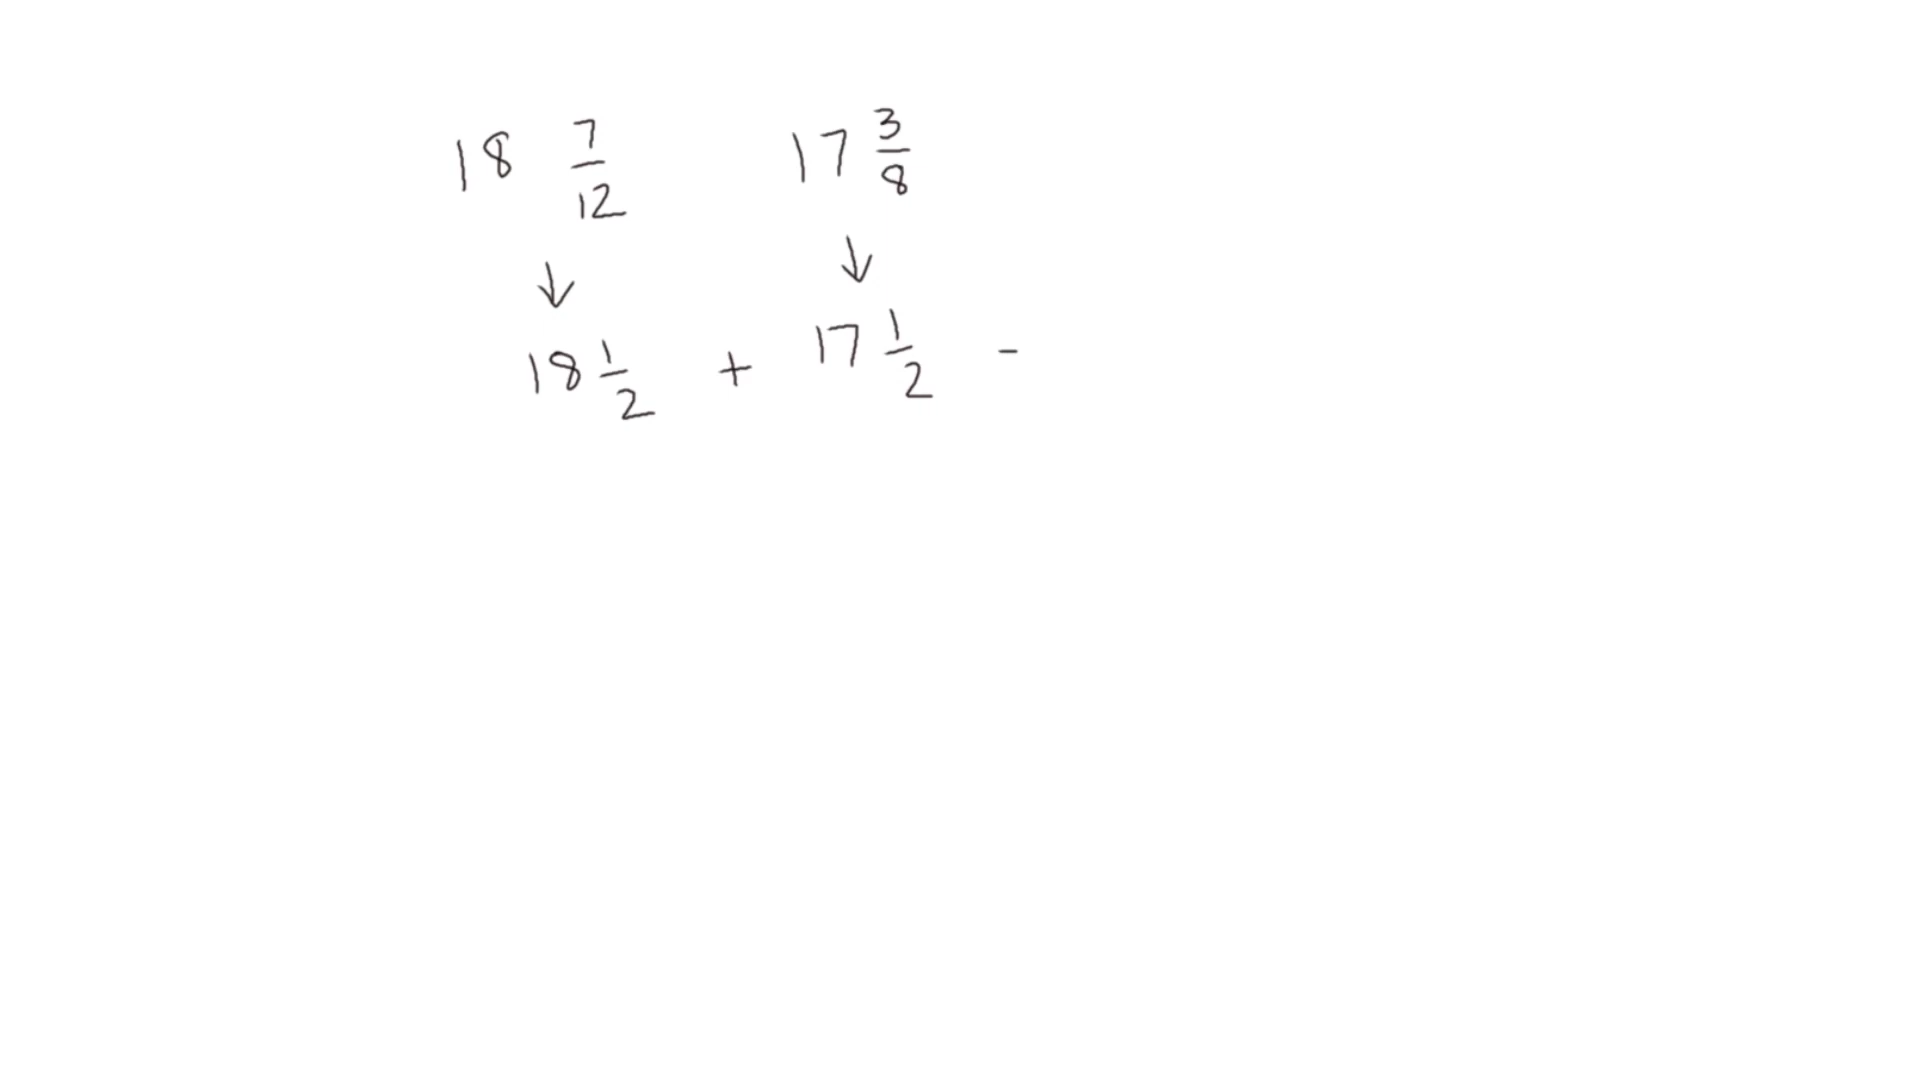 18 7/12 17 3/8
↓ ↓
18 1/2 + 17 1/2 -